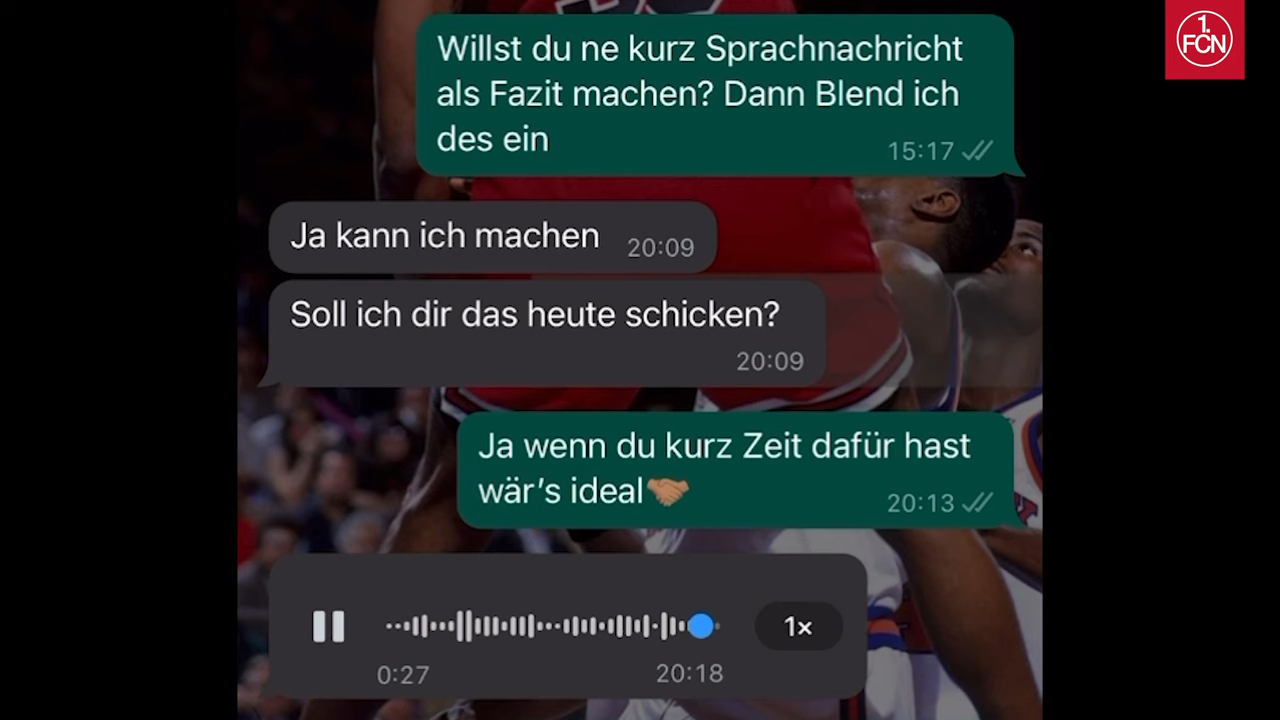 1.
FCN
Willst du ne kurz Sprachnachricht
als Fazit machen? Dann Blend ich
des ein
15:17
Ja kann ich machen 20:09
Soll ich dir das heute schicken?
20:09
Ja wenn du kurz Zeit dafür hast
wär’s ideal🤝🏼
20:13
1×
0:27 20:18